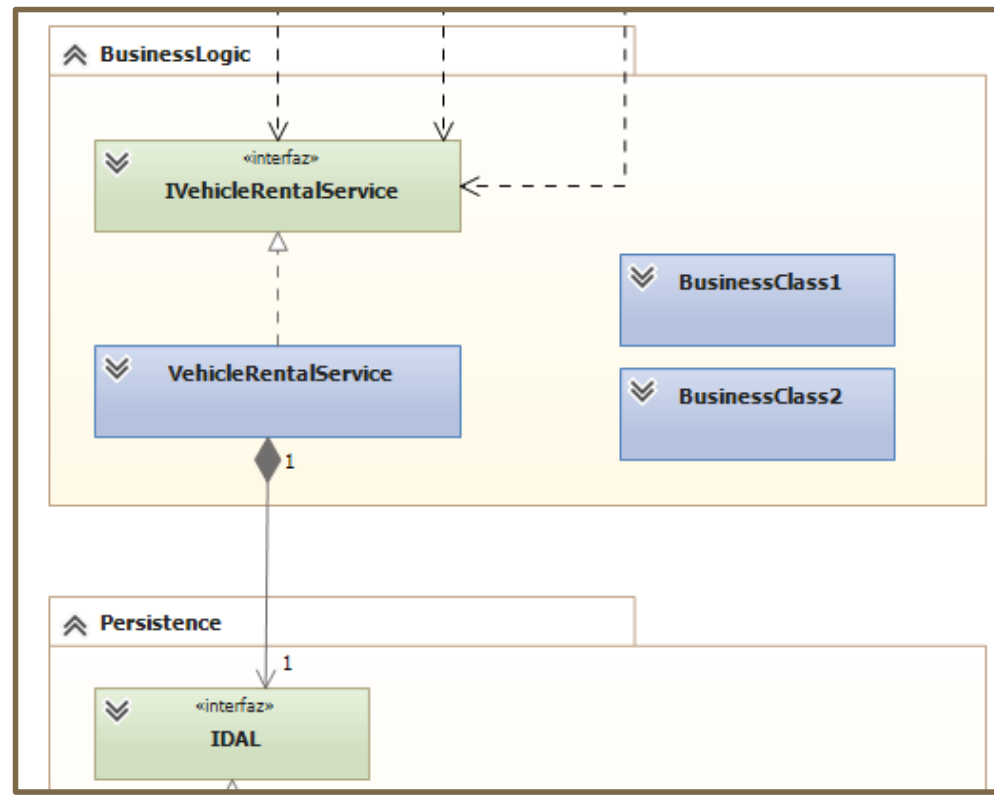 BusinessLogic
«interfaz»
IVehicleRentalService
BusinessClass1
VehicleRentalService
BusinessClass2
1
Persistence
1
«interfaz»
IDAL